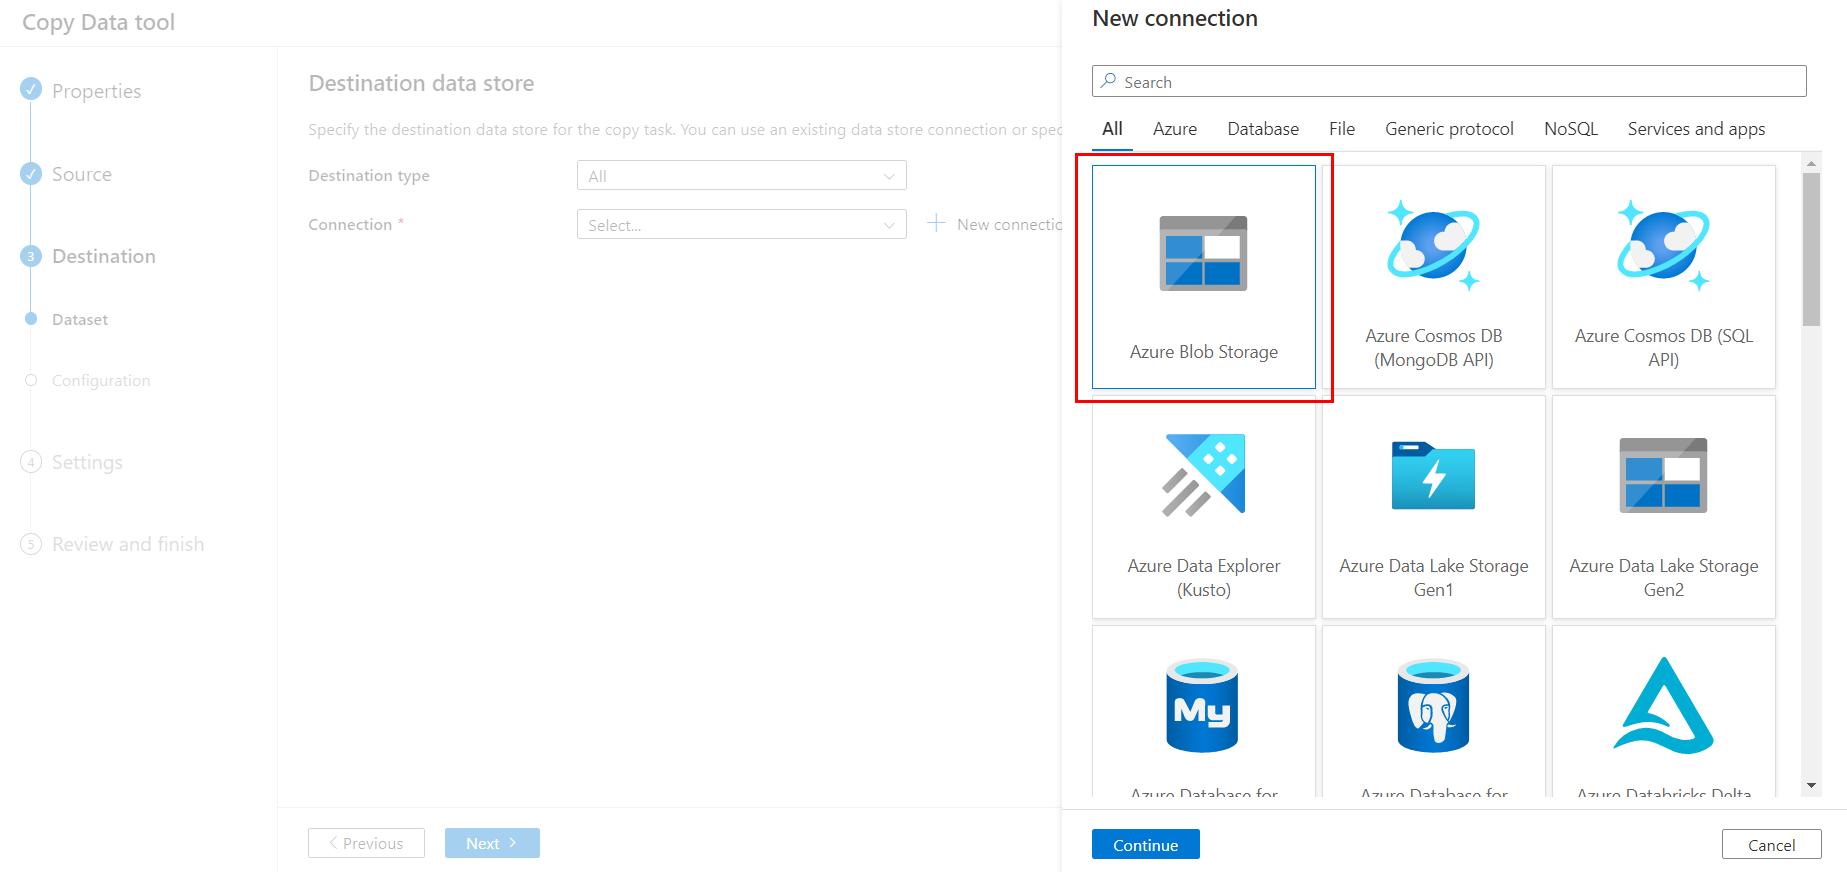 Copy Data tool
Properties
Source
3
Destination
Dataset
Configuration
4
Settings
5
Review and finish
Destination data store
Specify the destination data store for the copy task. You can use an existing data store connection or spec
Destination type
All
Connection *
Select...
New connectio
Previous
Next
New connection
Search
All
Azure
Database
File
Generic protocol
NoSQL
Services and apps
Azure Blob Storage
Azure Cosmos DB
(MongoDB API)
Azure Cosmos DB (SQL
API)
Azure Data Explorer
(Kusto)
Azure Data Lake Storage
Gen1
Azure Data Lake Storage
Gen2
My
Azure Database for
Azure Database for
Azure Databricks Delta
Continue
Cancel